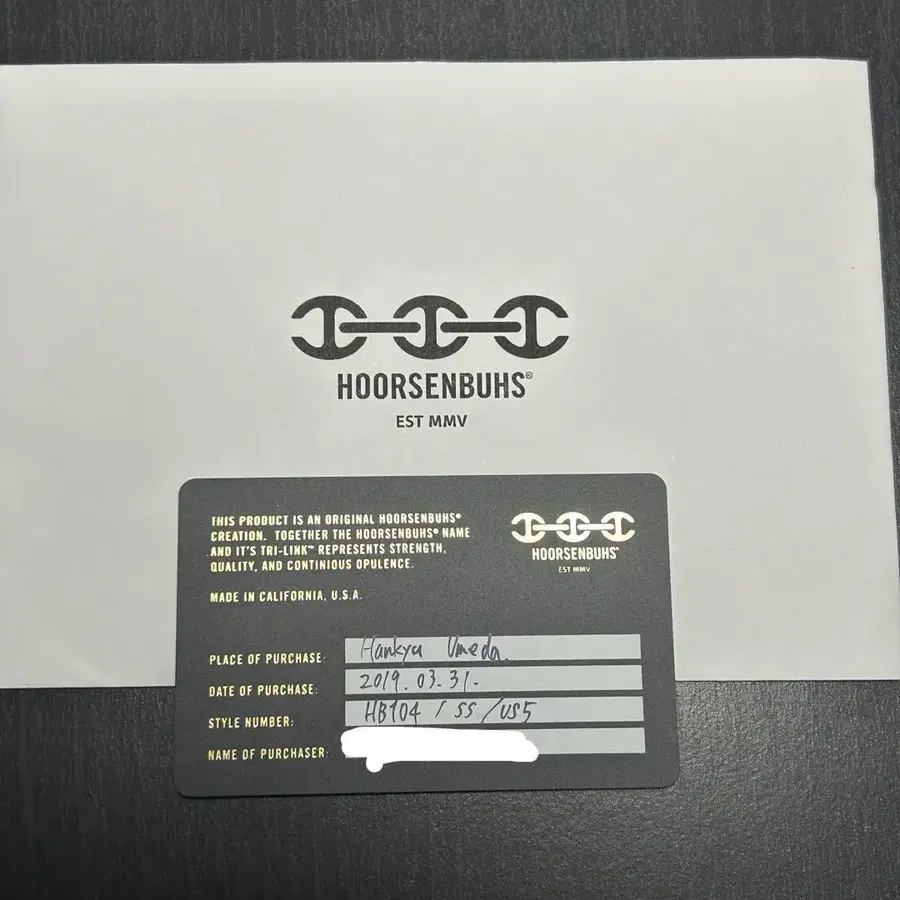 HOORSENBUHS®
EST MMV
THIS PRODUCT IS AN ORIGINAL HOORSENBUHS®
CREATION. TOGETHER THE HOORSENBUHS® NAME
AND IT'S TRI-LINK™ REPRESENTS STRENGTH,
QUALITY, AND CONTINIOUS OPULENCE.
MADE IN CALIFORNIA, U.S.A.
HOORSENBUHS®
EST MMV
PLACE OF PURCHASE: Hankyu Umeda.
DATE OF PURCHASE: 2019.03.31.
STYLE NUMBER: HB104 / SS / US5
NAME OF PURCHASER: